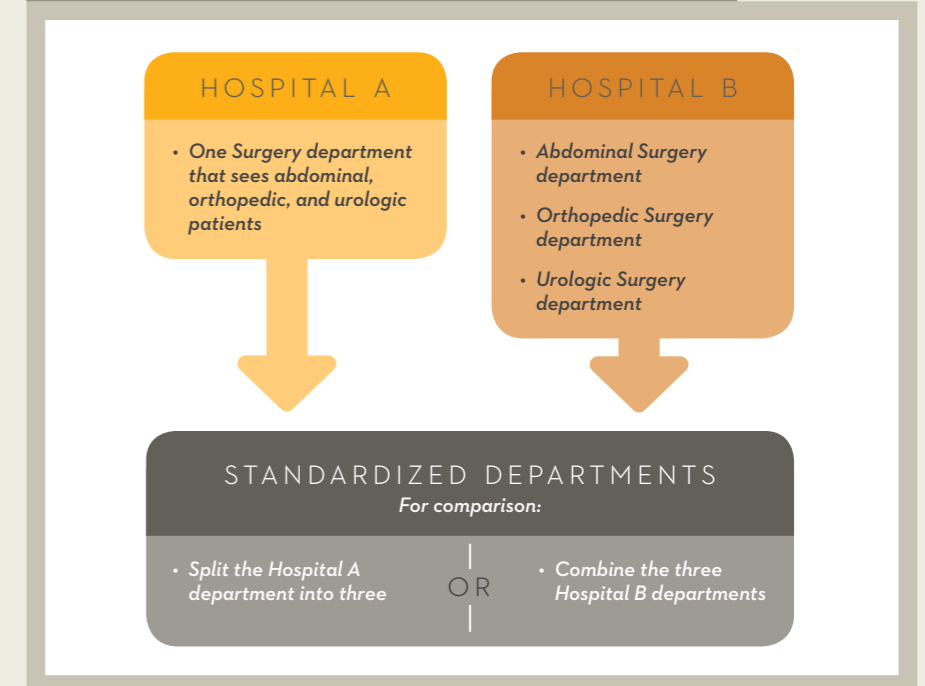 HOSPITAL A
• One Surgery department
that sees abdominal,
orthopedic, and urologic
patients
HOSPITAL B
• Abdominal Surgery
department
• Orthopedic Surgery
department
• Urologic Surgery
department
STANDARDIZED DEPARTMENTS
For comparison:
• Split the Hospital A
department into three
OR
• Combine the three
Hospital B departments